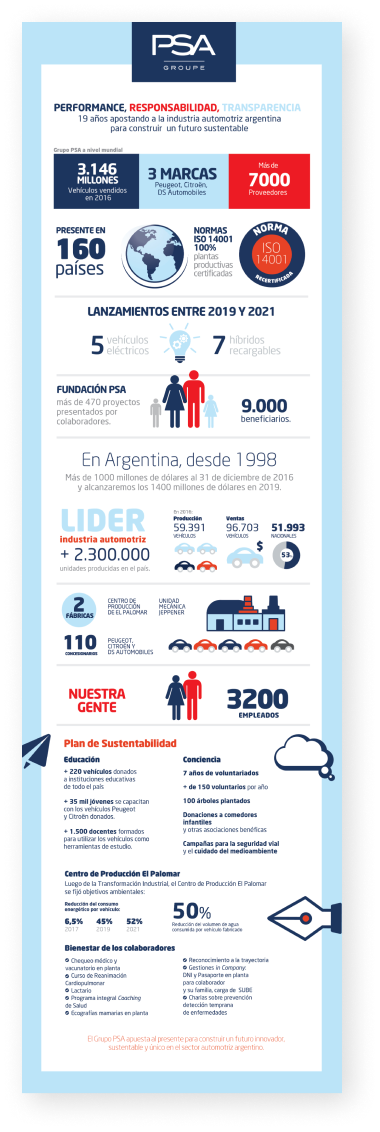 PSA
GROUPE
PERFORMANCE, RESPONSABILIDAD, TRANSPARENCIA
19 años apostando a la industria automotriz argentina
para construir un futuro sustentable
Grupo PSA a nivel mundial
3.146
MILLONES
Vehículos vendidos
en 2016
3 MARCAS
Peugeot, Citroën,
DS Automobiles
Más de
7000
Proveedores
PRESENTE EN
160
países
NORMAS
ISO 14001
100%
plantas
productivas
certificadas
NORMA
ISO
14001
RECERTIFICADA
LANZAMIENTOS ENTRE 2019 Y 2021
5 vehículos
eléctricos
7 híbridos
recargables
FUNDACIÓN PSA
más de 470 proyectos
presentados por
colaboradores.
9.000
beneficiarios.
En Argentina, desde 1998
Más de 1000 millones de dólares al 31 de diciembre de 2016
y alcanzaremos los 1400 millones de dólares en 2019.
LIDER
industria automotriz
+ 2.300.000
unidades producidas en el país.
En 2016:
Producción
59.391
VEHÍCULOS
Ventas
96.703
VEHÍCULOS
$
51.993
NACIONALES
53%
2
FÁBRICAS
CENTRO DE
PRODUCCIÓN
DE EL PALOMAR
UNIDAD
MECÁNICA
JEPPENER
110
CONCESIONARIOS
PEUGEOT,
CITROËN Y
DS AUTOMOBILES
NUESTRA
GENTE
3200
EMPLEADOS
Plan de Sustentabilidad
Educación
+ 220 vehículos donados
a instituciones educativas
de todo el país
+ 35 mil jóvenes se capacitan
con los vehículos Peugeot
y Citroën donados.
+ 1.500 docentes formados
para utilizar los vehículos como
herramientas de estudio.
Conciencia
7 años de voluntariados
+ de 150 voluntarios por año
100 árboles plantados
Donaciones a comedores
infantiles
y otras asociaciones benéficas
Campañas para la seguridad vial
y el cuidado del medioambiente
Centro de Producción El Palomar
Luego de la Transformación Industrial, el Centro de Producción El Palomar
se fijó objetivos ambientales:
Reducción del consumo
energético por vehículo:
6,5% 45% 52%
2017 2019 2021
50%
Reducción del volumen de agua
consumida por vehículo fabricado
Bienestar de los colaboradores
Chequeo médico y
vacunatorio en planta
Curso de Reanimación
Cardiopulmonar
Lactario
Programa integral Coaching
de Salud
Ecografías mamarias en planta
Reconocimiento a la trayectoria
Gestiones in Company:
DNI y Pasaporte en planta
para colaborador
y su familia, carga de SUBE
Charlas sobre prevención
detección temprana
de enfermedades
El Grupo PSA apuesta al presente para construir un futuro innovador,
sustentable y único en el sector automotriz argentino.